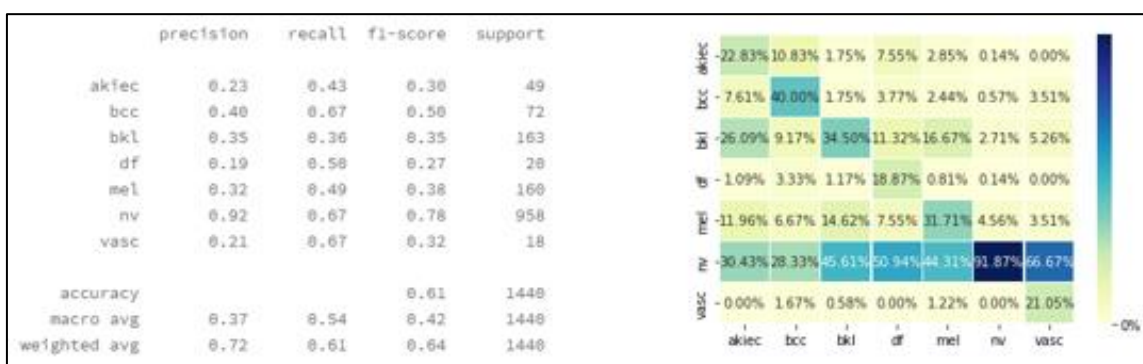 precision recall f1-score support
akiec 0.23 0.43 0.30 49
bcc 0.40 0.67 0.50 72
bkl 0.35 0.36 0.35 163
df 0.19 0.50 0.27 20
mel 0.32 0.49 0.38 160
nv 0.92 0.67 0.78 958
vasc 0.21 0.67 0.32 18
accuracy 0.61 1440
macro avg 0.37 0.54 0.42 1440
weighted avg 0.72 0.61 0.64 1440
akiec 22.83% 10.83% 1.75% 7.55% 2.85% 0.14% 0.00%
bcc 7.61% 40.00% 1.75% 3.77% 2.44% 0.57% 3.51%
bkl 26.09% 9.17% 34.50% 11.32% 16.67% 2.71% 5.26%
df 1.09% 3.33% 1.17% 18.87% 0.81% 0.14% 0.00%
mel 11.96% 6.67% 14.62% 7.55% 31.71% 4.56% 3.51%
nv 30.43% 28.33% 45.61% 50.94% 44.31% 91.87% 66.67%
vasc 0.00% 1.67% 0.58% 0.00% 1.22% 0.00% 21.05%
0%
akiec bcc bkl df mel nv vasc